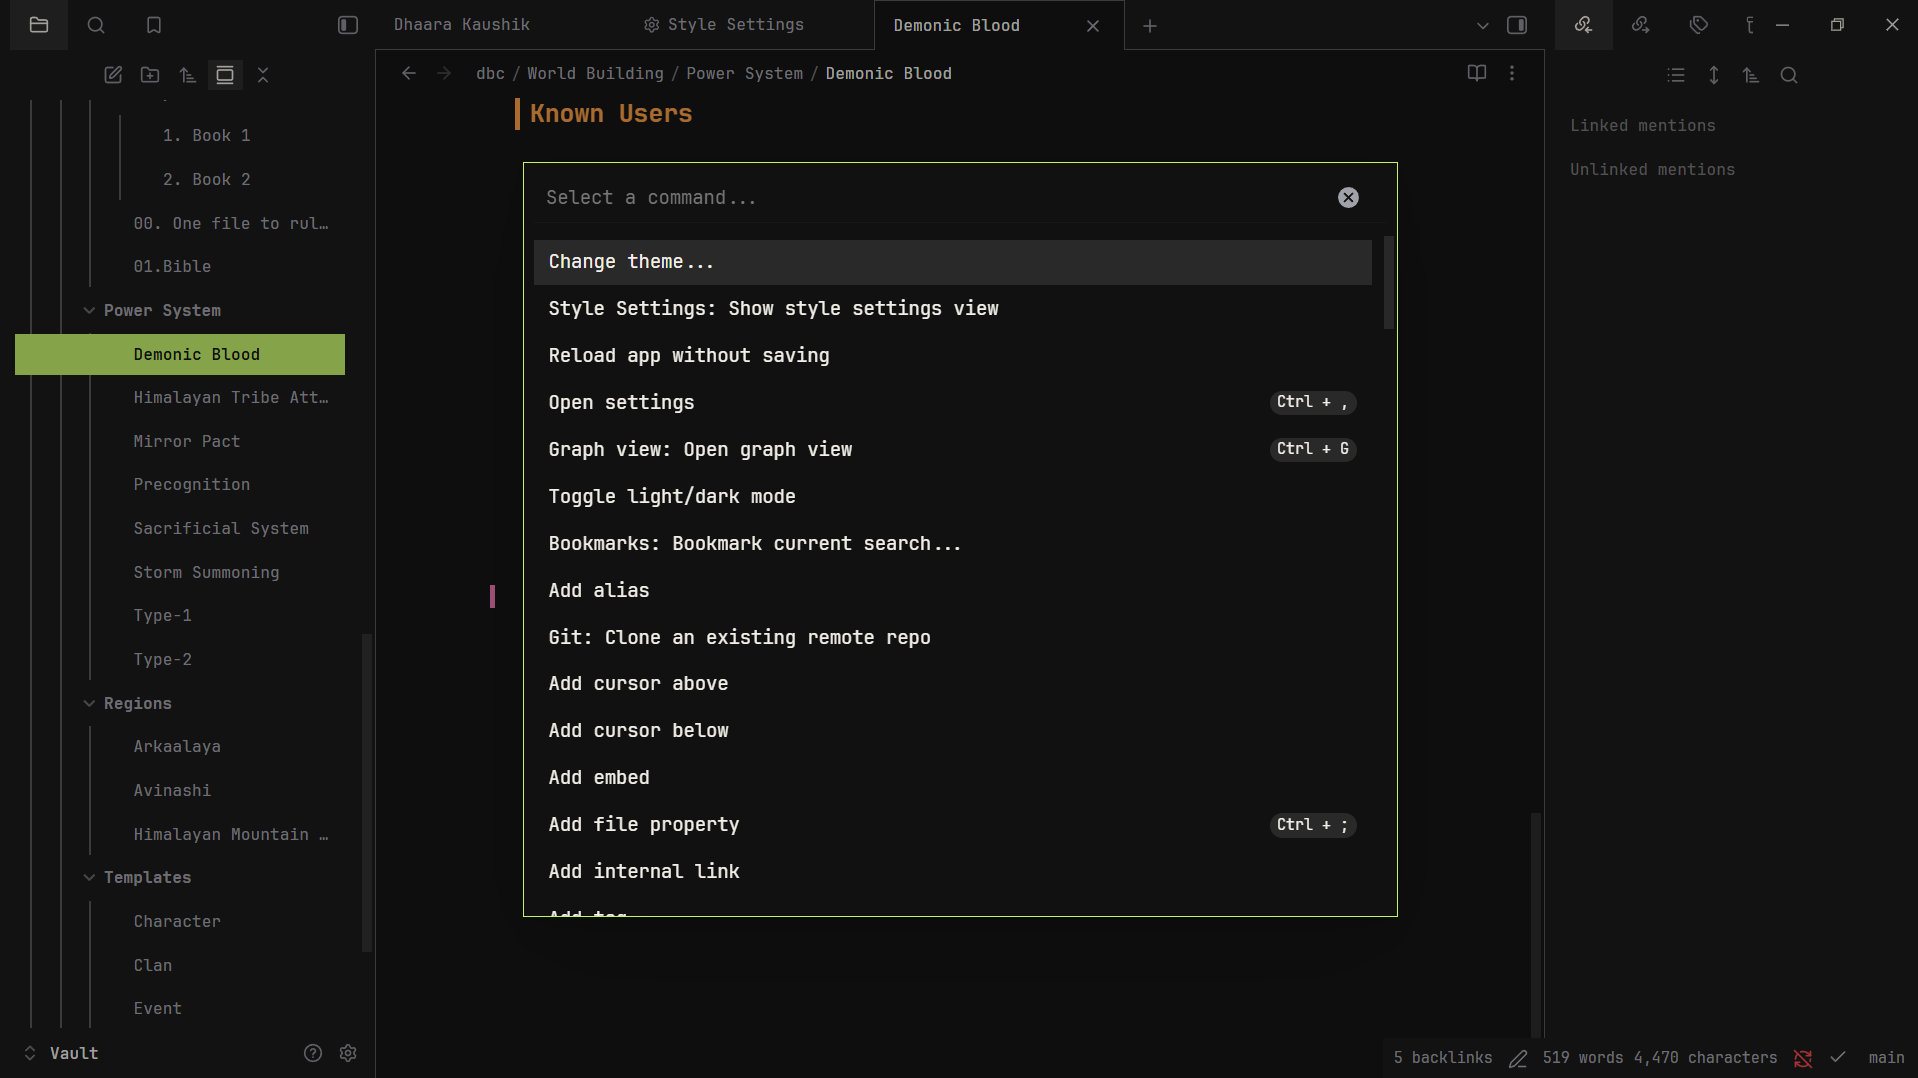 Dhaara Kaushik
Style Settings
Demonic Blood
dbc / World Building / Power System / Demonic Blood
1. Book 1
2. Book 2
00. One file to rul…
01.Bible
Power System
Demonic Blood
Himalayan Tribe Att…
Mirror Pact
Precognition
Sacrificial System
Storm Summoning
Type-1
Type-2
Regions
Arkaalaya
Avinashi
Himalayan Mountain …
Templates
Character
Clan
Event
Vault
Known Users
Select a command...
Change theme...
Style Settings: Show style settings view
Reload app without saving
Open settings Ctrl + ,
Graph view: Open graph view Ctrl + G
Toggle light/dark mode
Bookmarks: Bookmark current search...
Add alias
Git: Clone an existing remote repo
Add cursor above
Add cursor below
Add embed
Add file property Ctrl + ;
Add internal link
Add tag
Linked mentions
Unlinked mentions
5 backlinks 519 words 4,470 characters main